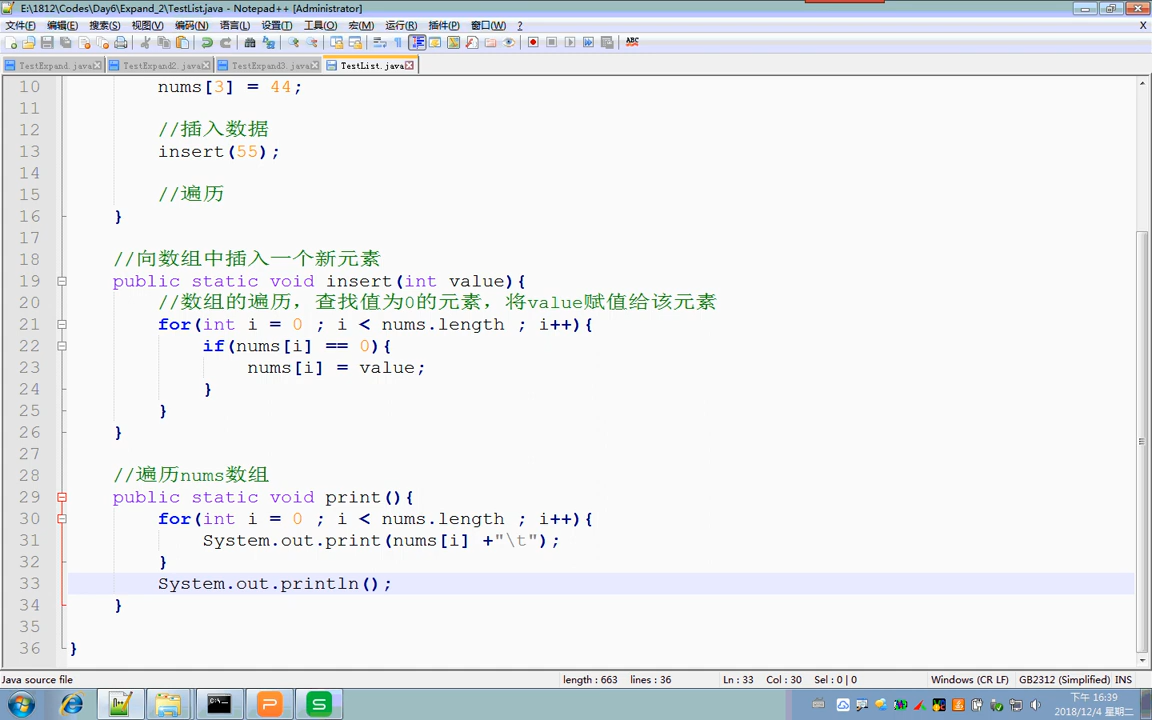 E:\1812\Codes\Day6\Expand_2\TestList.java - Notepad++ [Administrator]
文件(F) 编辑(E) 搜索(S) 视图(V) 编码(N) 语言(L) 设置(T) 工具(O) 宏(M) 运行(R) 插件(P) 窗口(W) ? X
ABC
TestExpand.java TestExpand2.java TestExpand3.java TestList.java
10 nums[3] = 44;
11
12 //插入数据
13 insert(55);
14
15 //遍历
16 }
17
18 //向数组中插入一个新元素
19 public static void insert(int value){
20 //数组的遍历，查找值为0的元素，将value赋值给该元素
21 for(int i = 0 ; i < nums.length ; i++){
22 if(nums[i] == 0){
23 nums[i] = value;
24 }
25 }
26 }
27
28 //遍历nums数组
29 public static void print(){
30 for(int i = 0 ; i < nums.length ; i++){
31 System.out.print(nums[i] +"\t");
32 }
33 System.out.println();
34 }
35
36 }
Java source file length : 663 lines : 36 Ln : 33 Col : 30 Sel : 0 | 0 Windows (CR LF) GB2312 (Simplified) INS
下午 16:39
2018/12/4 星期二